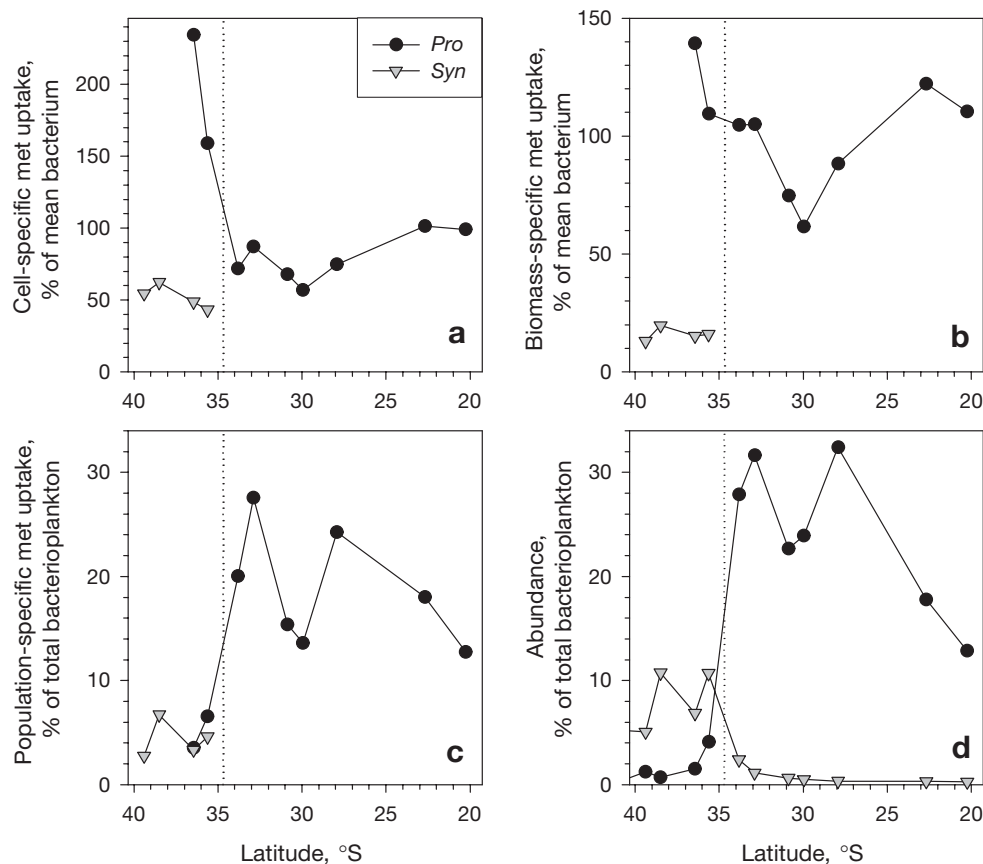 Cell-specific met uptake,
% of mean bacterium
200
150
100
50
0
40 35 30 25 20
Pro
Syn
a
Biomass-specific met uptake,
% of mean bacterium
150
100
50
0
40 35 30 25 20
b
Population-specific met uptake,
% of total bacterioplankton
30
20
10
0
40 35 30 25 20
Latitude, °S
c
Abundance,
% of total bacterioplankton
30
20
10
0
40 35 30 25 20
Latitude, °S
d